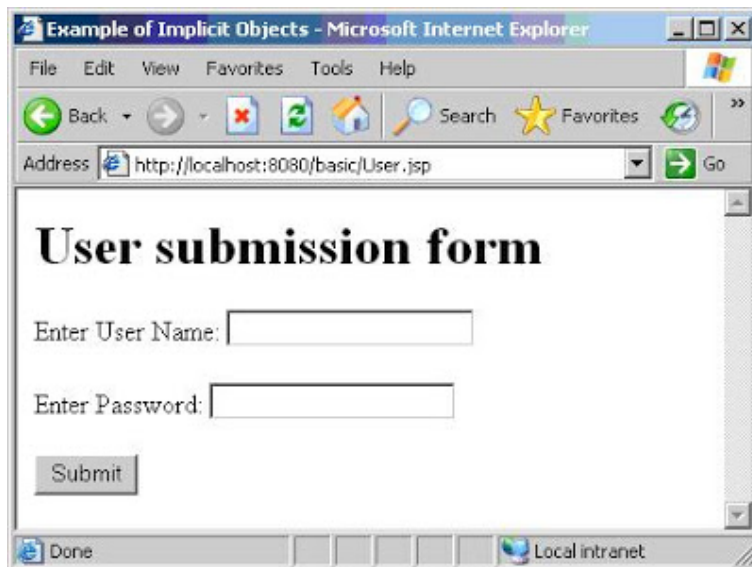 Example of Implicit Objects - Microsoft Internet Explorer
File Edit View Favorites Tools Help
Back Search Favorites »
Address http://localhost:8080/basic/User.jsp Go
User submission form
Enter User Name:
Enter Password:
Submit
Done Local intranet